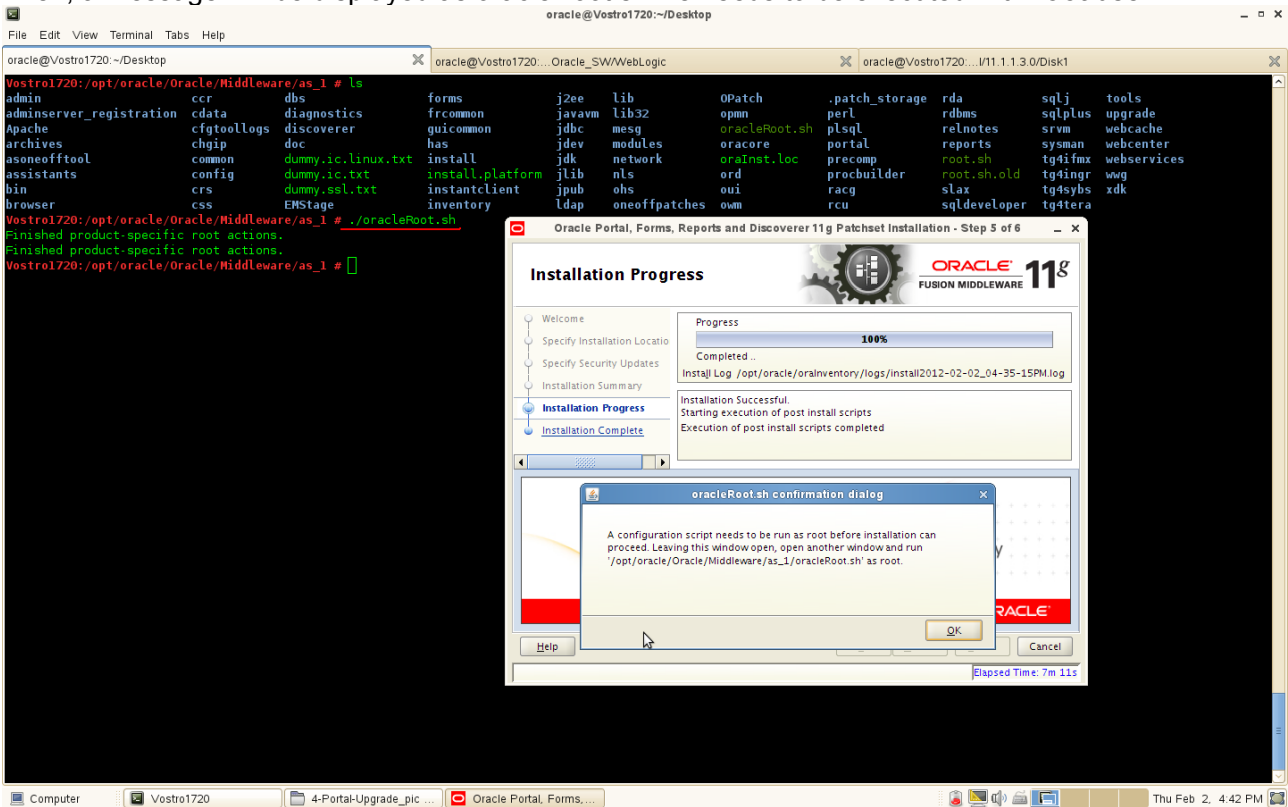 oracle@Vostro1720:~/Desktop
File Edit View Terminal Tabs Help
oracle@Vostro1720:~/Desktop oracle@Vostro1720:...Oracle_SW/WebLogic oracle@Vostro1720:...l/11.1.1.3.0/Disk1
Vostro1720:/opt/oracle/Oracle/Middleware/as_1 # ls
admin ccr dbs forms j2ee lib OPatch .patch_storage rda sqlj tools
adminserver_registration cdata diagnostics frcommon javavm lib32 opmn perl rdbms sqlplus upgrade
Apache cfgtoollogs discoverer guicommon jdbc mesg oracleRoot.sh plsql relnotes srvm webcache
archives chgip doc has jdev modules oracore portal reports sysman webcenter
asoneofftool common dummy.ic.linux.txt install jdk network oraInst.loc precomp root.sh tg4ifmx webservices
assistants config dummy.ic.txt install.platform jlib nls ord procbuilder root.sh.old tg4ingr wwg
bin crs dummy.ssl.txt instantclient jpub ohs oui racg slax tg4sybs xdk
browser css EMStage inventory ldap oneoffpatches owm rcu sqldeveloper tg4tera
Vostro1720:/opt/oracle/Oracle/Middleware/as_1 # ./oracleRoot.sh
Finished product-specific root actions.
Finished product-specific root actions.
Vostro1720:/opt/oracle/Oracle/Middleware/as_1 #
Oracle Portal, Forms, Reports and Discoverer 11g Patchset Installation - Step 5 of 6
Installation Progress
ORACLE FUSION MIDDLEWARE 11g
Welcome
Specify Installation Locatio
Specify Security Updates
Installation Summary
Installation Progress
Installation Complete
Progress
100%
Completed ..
Install Log /opt/oracle/oraInventory/logs/install2012-02-02_04-35-15PM.log
Installation Successful.
Starting execution of post install scripts
Execution of post install scripts completed
oracleRoot.sh confirmation dialog
A configuration script needs to be run as root before installation can
proceed. Leaving this window open, open another window and run
'/opt/oracle/Oracle/Middleware/as_1/oracleRoot.sh' as root.
OK
Help Cancel
Elapsed Time: 7m 11s
Computer Vostro1720 4-Portal-Upgrade_pic ... Oracle Portal, Forms,... Thu Feb 2, 4:42 PM